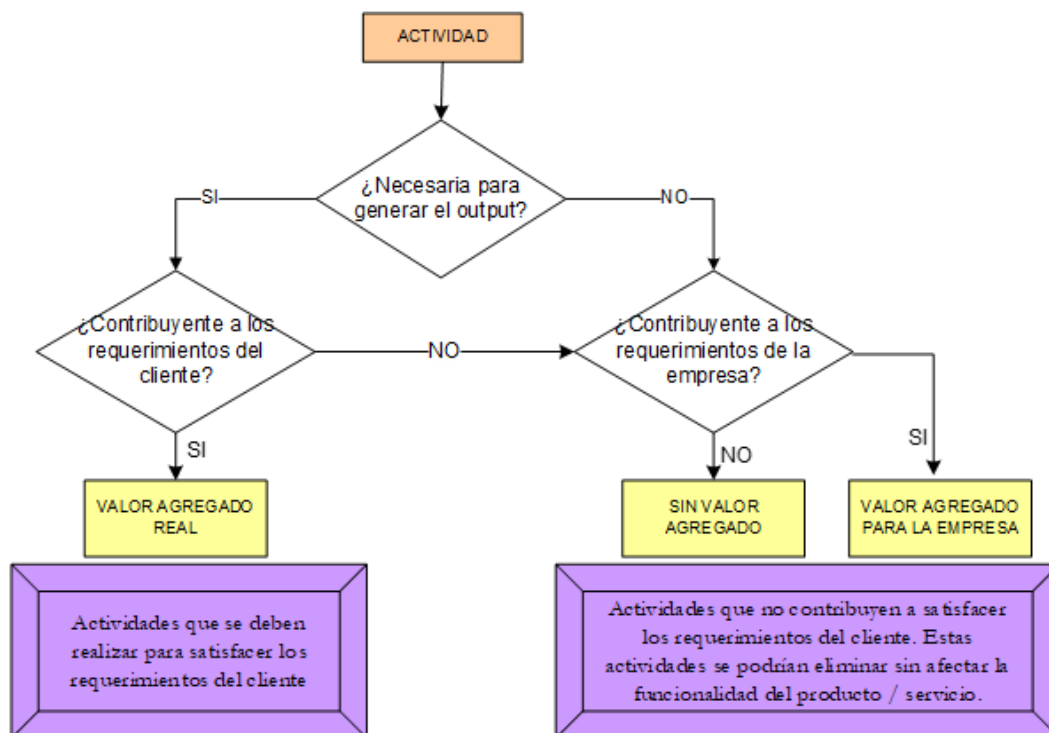 ACTIVIDAD
¿Necesaria para
generar el output?
SI
NO
¿Contribuyente a los
requerimientos del
cliente?
NO
¿Contribuyente a los
requerimientos de la
empresa?
SI
NO
SI
VALOR AGREGADO
REAL
SIN VALOR
AGREGADO
VALOR AGREGADO
PARA LA EMPRESA
Actividades que se deben
realizar para satisfacer los
requerimientos del cliente
Actividades que no contribuyen a satisfacer
los requerimientos del cliente. Estas
actividades se podrían eliminar sin afectar la
funcionalidad del producto / servicio.